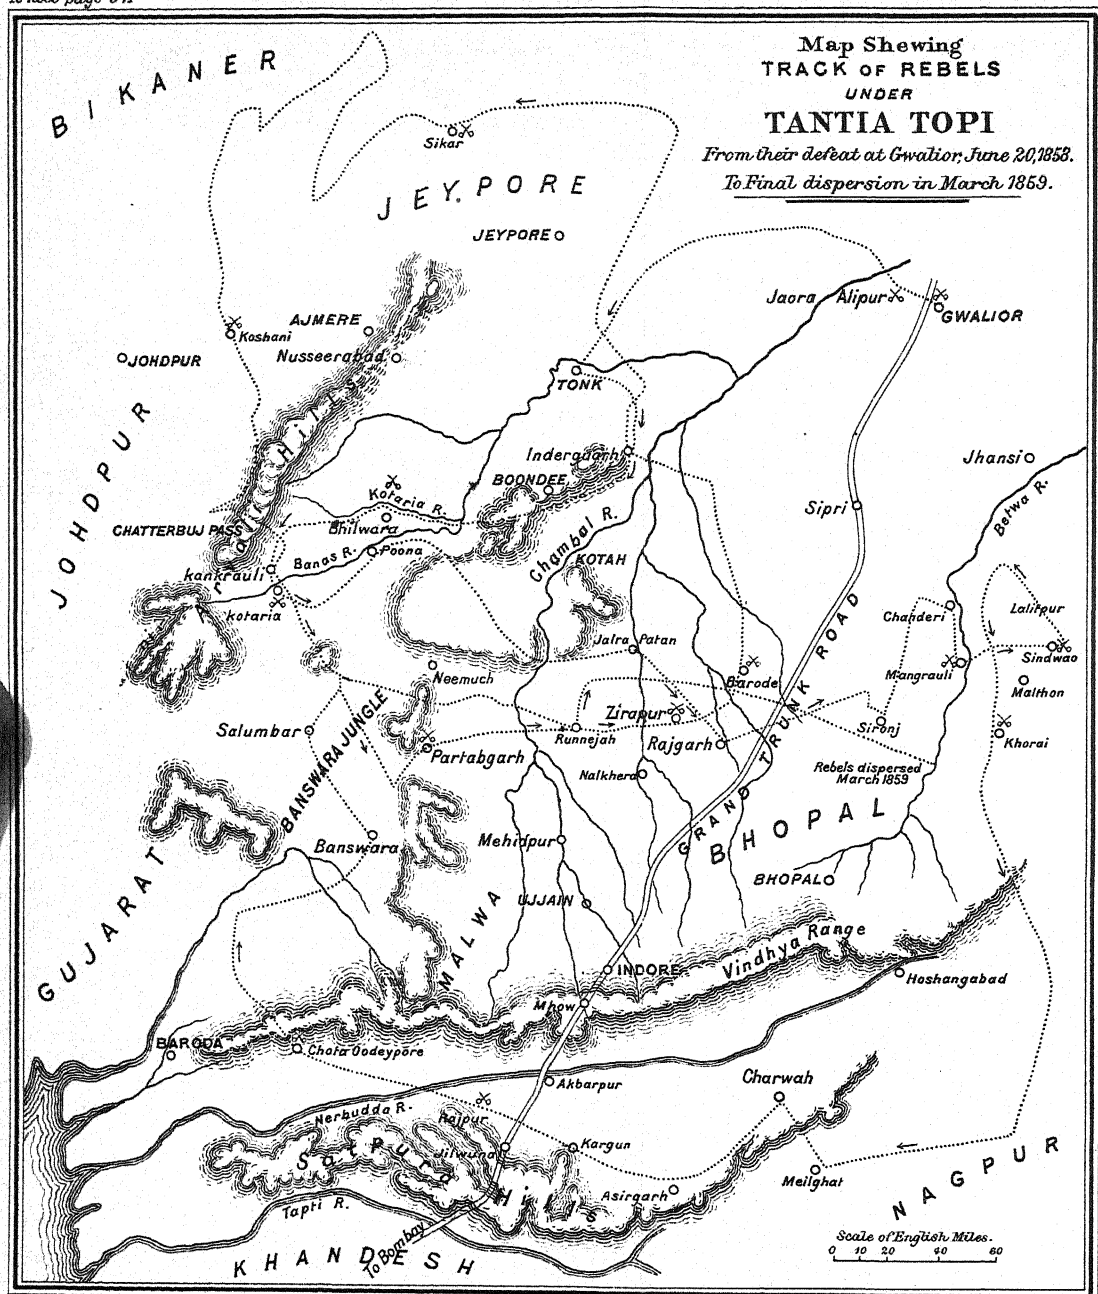 Map Shewing
TRACK OF REBELS
UNDER
TANTIA TOPI
From their defeat at Gwalior, June 20, 1858.
To Final dispersion in March 1859.
BIKANER
Sikar
JEYPORE
JEYPORE
Jaora Alipur
GWALIOR
Koshani
AJMERE
Nusseerabad
JOHDPUR
TONK
JOHDPUR
Hills
Inderguarh
Jhansi
BOONDEE
Kotaria R.
Sipri
Betwa R.
CHATTERBUJ PASS
Bhilwara
Chambal R.
Banas R.
Poona
KOTAH
Kankrauli
kotaria
Chanderi
Lalitpur
Jalra Patan
Sindwao
Mangrauli
Neemuch
Barode
Malthon
GRAND TRUNK ROAD
Salumbar
BANSWARA JUNGLE
Zirapur
Sironj
Runnejah
Rajgarh
Khorai
Partabgarh
Nalkhera
Rebels dispersed
March 1859
Banswara
Mehidpur
BHOPAL
BHOPAL
UJJAIN
GUJARAT
MALWA
Vindhya Range
INDORE
Hoshangabad
Mhow
BARODA
Chota Oodeypore
Akbarpur
Charwah
Nerbudda R.
Rajpur
Jilwuna
Kargun
Satpura Hills
Meilghat
Asirgarh
NAGPUR
Tapti R.
To Bombay
KHANDESH
Scale of English Miles.
0 10 20 40 60